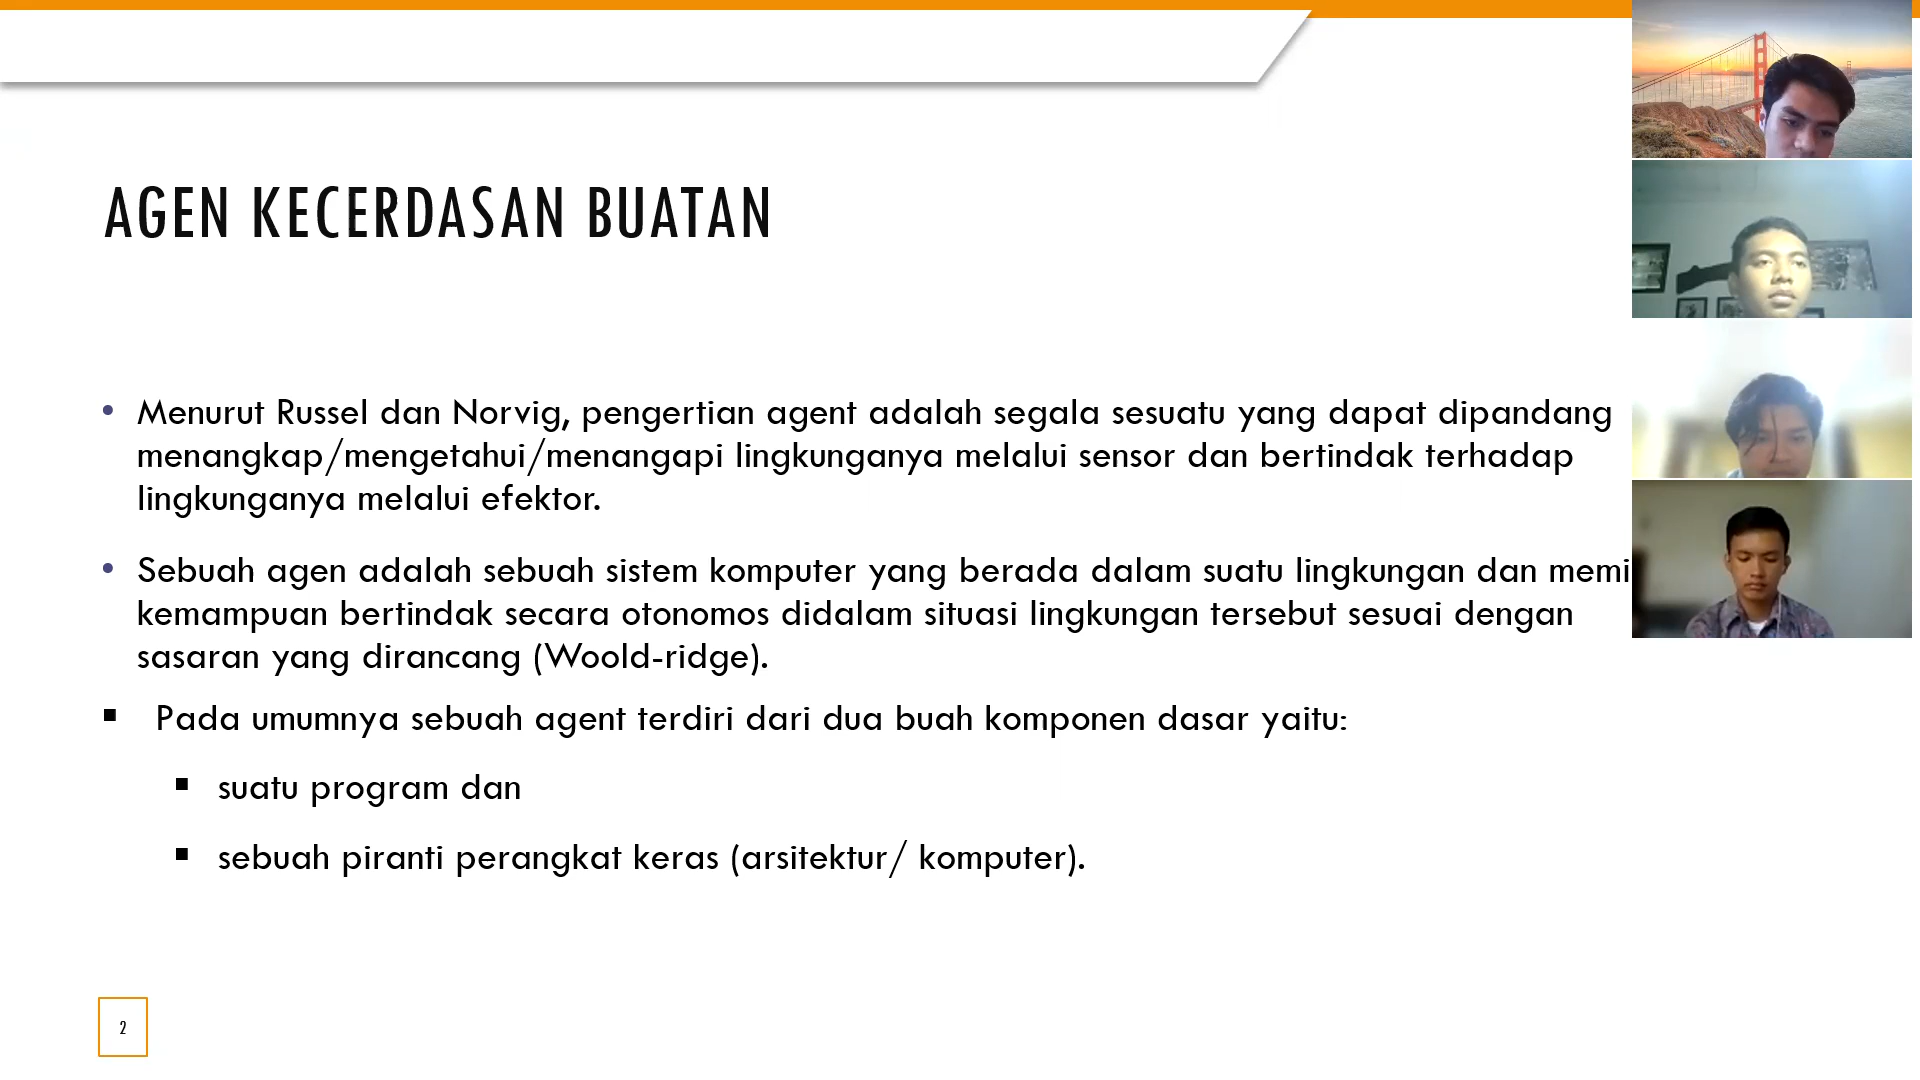 AGEN KECERDASAN BUATAN
• Menurut Russel dan Norvig, pengertian agent adalah segala sesuatu yang dapat dipandang
menangkap/mengetahui/menangapi lingkunganya melalui sensor dan bertindak terhadap
lingkunganya melalui efektor.
• Sebuah agen adalah sebuah sistem komputer yang berada dalam suatu lingkungan dan memi
kemampuan bertindak secara otonomos didalam situasi lingkungan tersebut sesuai dengan
sasaran yang dirancang (Woold-ridge).
▪ Pada umumnya sebuah agent terdiri dari dua buah komponen dasar yaitu:
▪ suatu program dan
▪ sebuah piranti perangkat keras (arsitektur/ komputer).
2